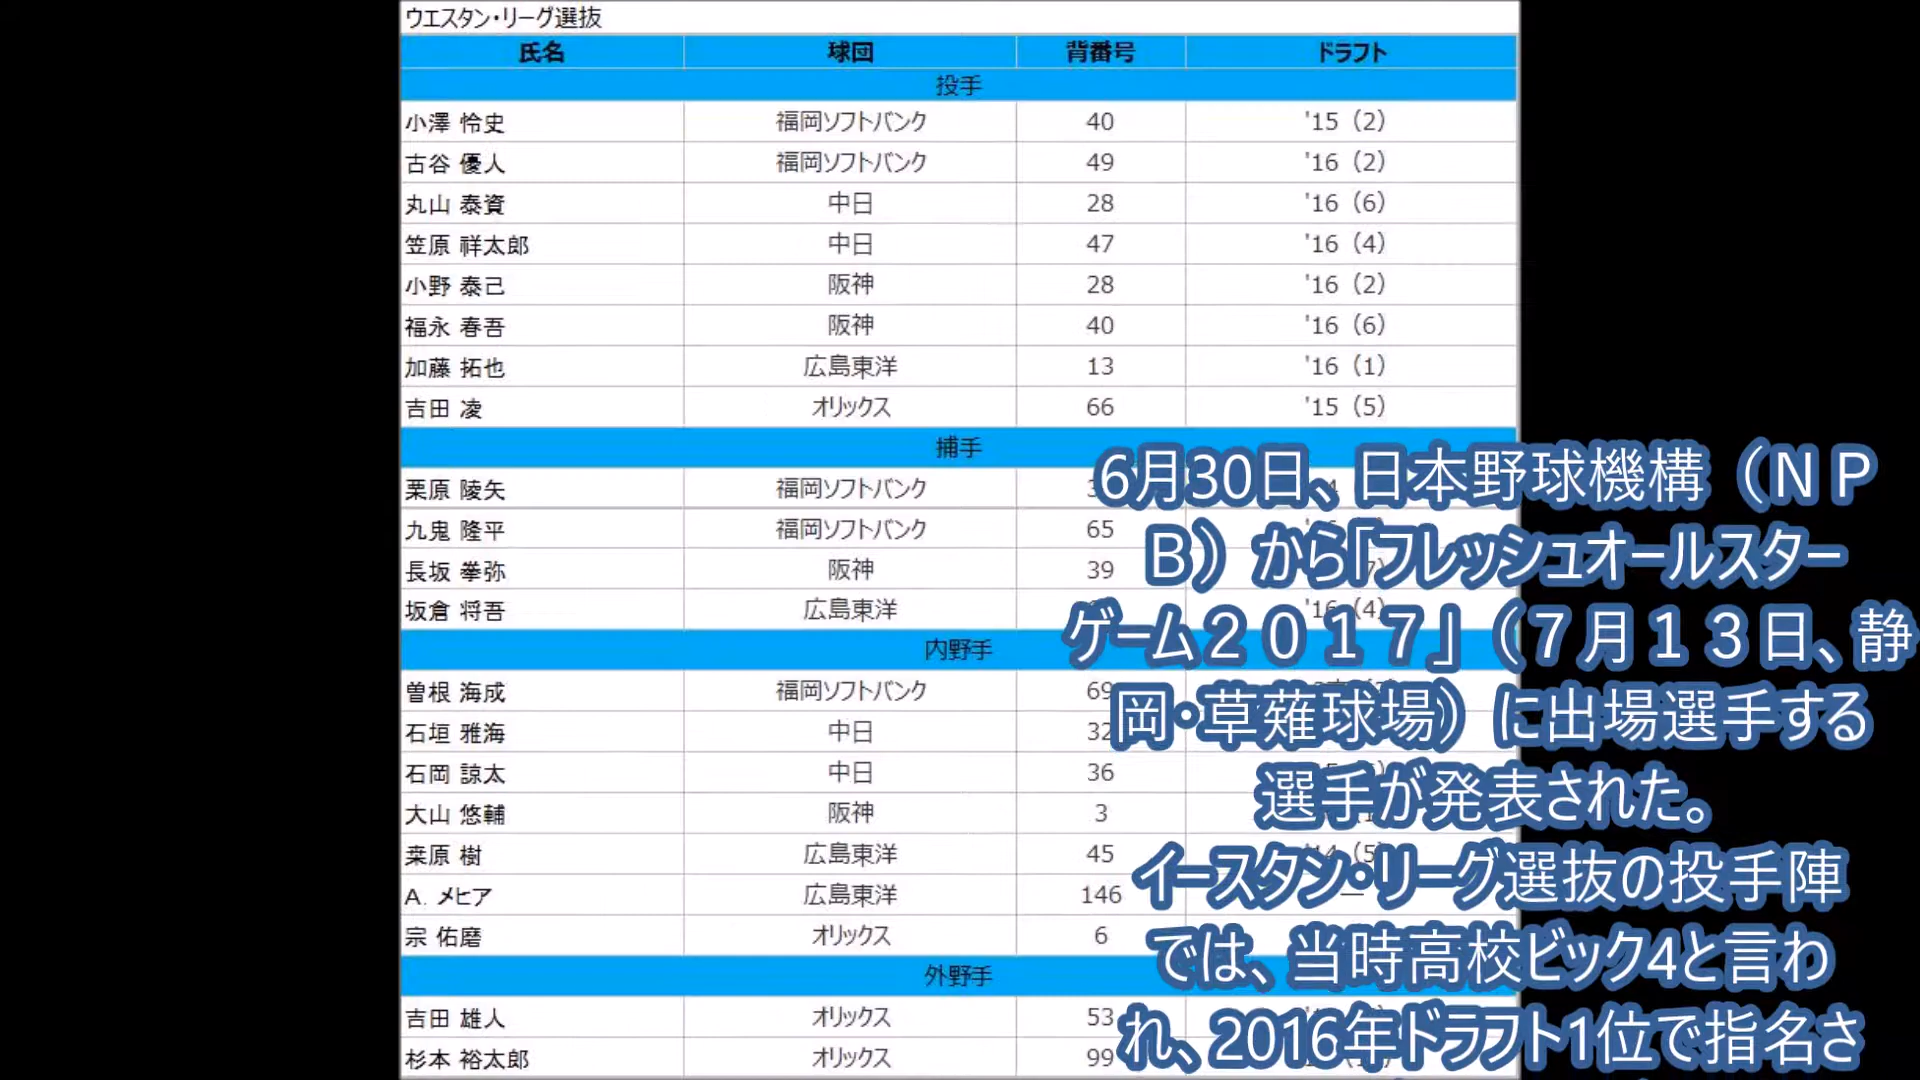 ウエスタン・リーグ選抜
氏名 球団 背番号 ドラフト
投手
小澤 怜史 福岡ソフトバンク 40 '15（2）
古谷 優人 福岡ソフトバンク 49 '16（2）
丸山 泰資 中日 28 '16（6）
笠原 祥太郎 中日 47 '16（4）
小野 泰己 阪神 28 '16（2）
福永 春吾 阪神 40 '16（6）
加藤 拓也 広島東洋 13 '16（1）
吉田 凌 オリックス 66 '15（5）
捕手
栗原 陵矢 福岡ソフトバンク
九鬼 隆平 福岡ソフトバンク 65
長坂 拳弥 阪神 39
坂倉 将吾 広島東洋 '16（4）
内野手
曽根 海成 福岡ソフトバンク 69
石垣 雅海 中日 32
石岡 諒太 中日 36
大山 悠輔 阪神 3
桒原 樹 広島東洋 45 '14（5）
A. メヒア 広島東洋 146 ―
宗 佑磨 オリックス 6
外野手
吉田 雄人 オリックス 53
杉本 裕太郎 オリックス 99
6月30日、日本野球機構（ＮＰ
Ｂ）から｢フレッシュオールスター
ゲーム２０１７」（７月１３日、静
岡・草薙球場）に出場選手する
選手が発表された。
イースタン・リーグ選抜の投手陣
では、当時高校ビック4と言わ
れ、2016年ドラフト1位で指名さ